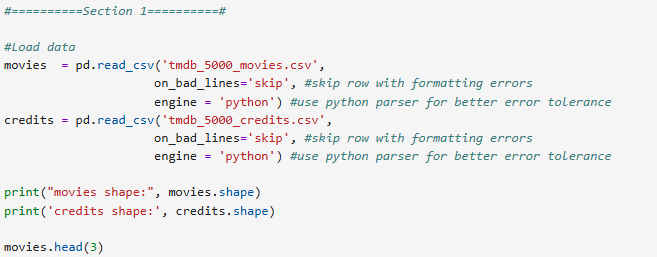 #==========Section 1==========#
#Load data
movies  = pd.read_csv('tmdb_5000_movies.csv',
                     on_bad_lines='skip', #skip row with formatting errors
                     engine = 'python') #use python parser for better error tolerance
credits = pd.read_csv('tmdb_5000_credits.csv',
                     on_bad_lines='skip', #skip row with formatting errors
                     engine = 'python') #use python parser for better error tolerance
print("movies shape:", movies.shape)
print('credits shape:', credits.shape)
movies.head(3)